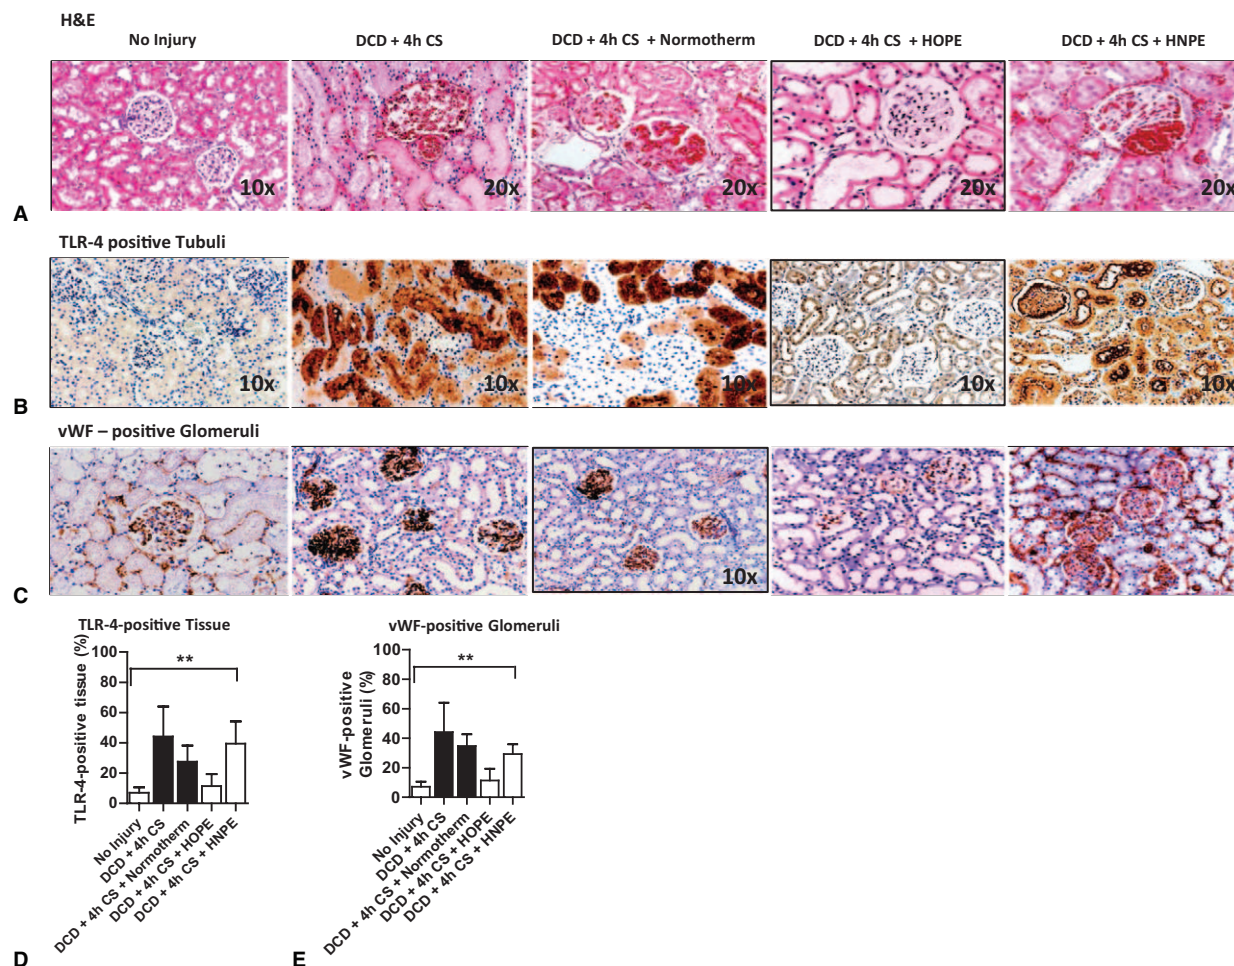 H&E
No Injury
DCD + 4h CS
DCD + 4h CS + Normotherm
DCD + 4h CS + HOPE
DCD + 4h CS + HNPE
10x
20x
20x
20x
20x
A
TLR-4 positive Tubuli
10x
10x
10x
10x
10x
B
vWF – positive Glomeruli
10x
C
TLR-4-positive Tissue
TLR-4-positive tissue (%)
100
80
60
40
20
0
**
No Injury
DCD + 4h CS
DCD + 4h CS + Normotherm
DCD + 4h CS + HOPE
DCD + 4h CS + HNPE
D
vWF-positive Glomeruli
vWF-positive
Glomeruli (%)
100
80
60
40
20
0
**
No Injury
DCD + 4h CS
DCD + 4h CS + Normotherm
DCD + 4h CS + HOPE
DCD + 4h CS + HNPE
E